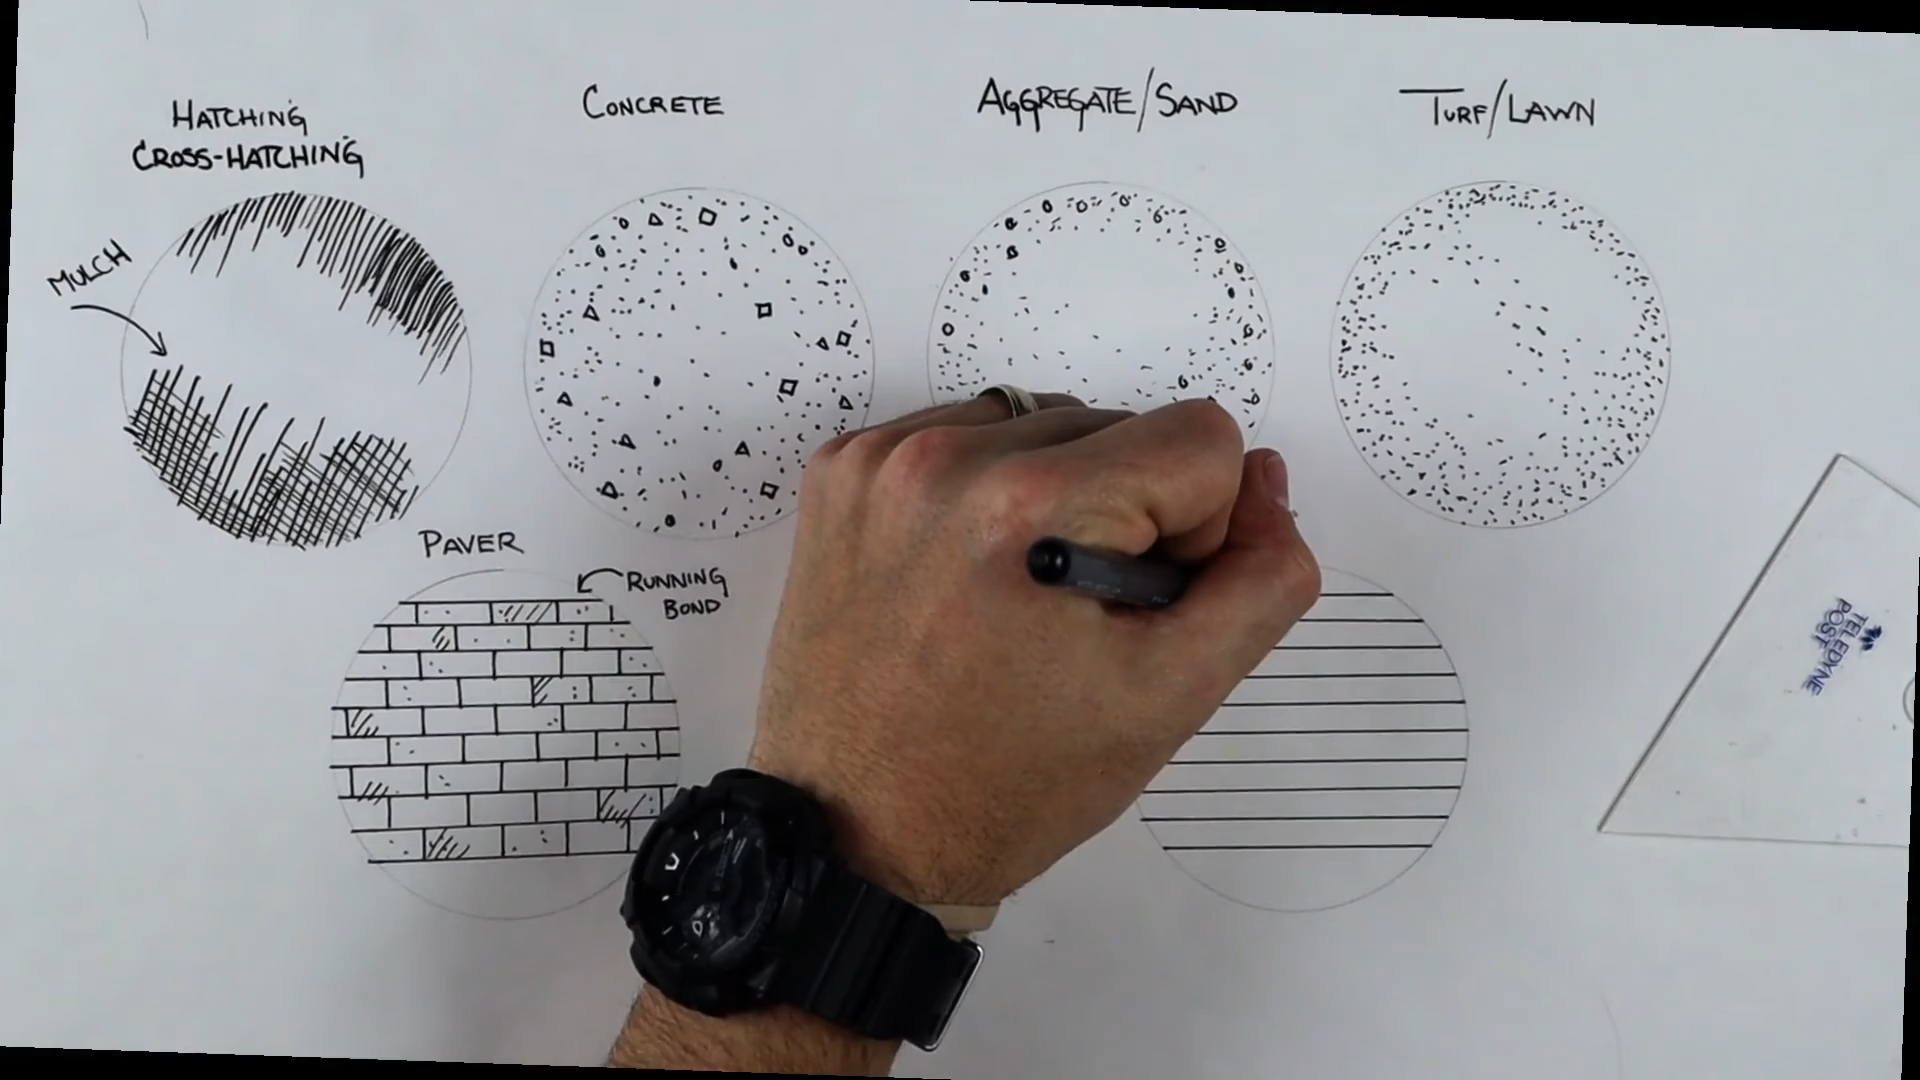 HATCHING
CROSS-HATCHING
CONCRETE
AGGREGATE/SAND
TURF/LAWN
MULCH
PAVER
RUNNING
BOND
TELEDYNE
POST